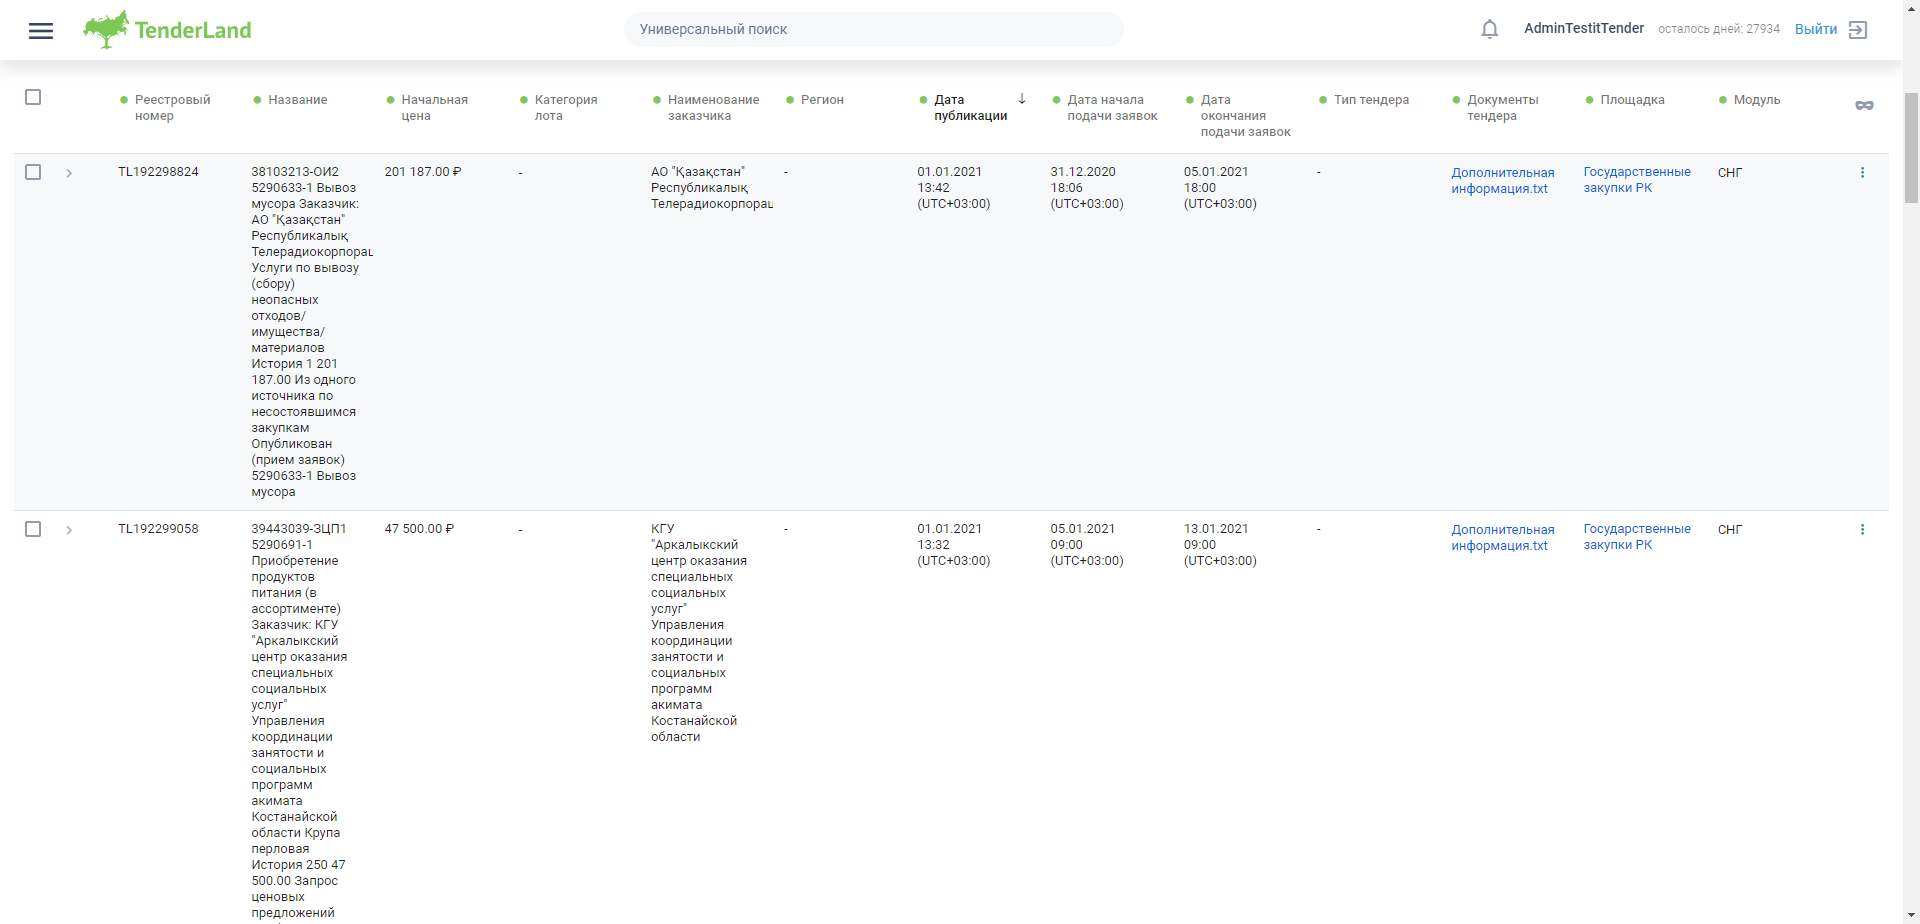 TenderLand
Универсальный поиск
AdminTestitTender
осталось дней: 27934
Выйти
Реестровый
номер
Название
Начальная
цена
Категория
лота
Наименование
заказчика
Регион
Дата
публикации
Дата начала
подачи заявок
Дата
окончания
подачи заявок
Тип тендера
Документы
тендера
Площадка
Модуль
TL192298824
38103213-ОИ2
5290633-1 Вывоз
мусора Заказчик:
АО "Қазақстан"
Республикалық
Телерадиокорпорац
Услуги по вывозу
(сбору)
неопасных
отходов/
имущества/
материалов
История 1 201
187.00 Из одного
источника по
несостоявшимся
закупкам
Опубликован
(прием заявок)
5290633-1 Вывоз
мусора
201 187.00 ₽
-
АО "Қазақстан"
Республикалық
Телерадиокорпорац
-
01.01.2021
13:42
(UTC+03:00)
31.12.2020
18:06
(UTC+03:00)
05.01.2021
18:00
(UTC+03:00)
-
Дополнительная
информация.txt
Государственные
закупки РК
СНГ
TL192299058
39443039-ЗЦП1
5290691-1
Приобретение
продуктов
питания (в
ассортименте)
Заказчик: КГУ
"Аркалыкский
центр оказания
специальных
социальных
услуг"
Управления
координации
занятости и
социальных
программ
акимата
Костанайской
области Крупа
перловая
История 250 47
500.00 Запрос
ценовых
предложений
47 500.00 ₽
-
КГУ
"Аркалыкский
центр оказания
специальных
социальных
услуг"
Управления
координации
занятости и
социальных
программ
акимата
Костанайской
области
-
01.01.2021
13:32
(UTC+03:00)
05.01.2021
09:00
(UTC+03:00)
13.01.2021
09:00
(UTC+03:00)
-
Дополнительная
информация.txt
Государственные
закупки РК
СНГ